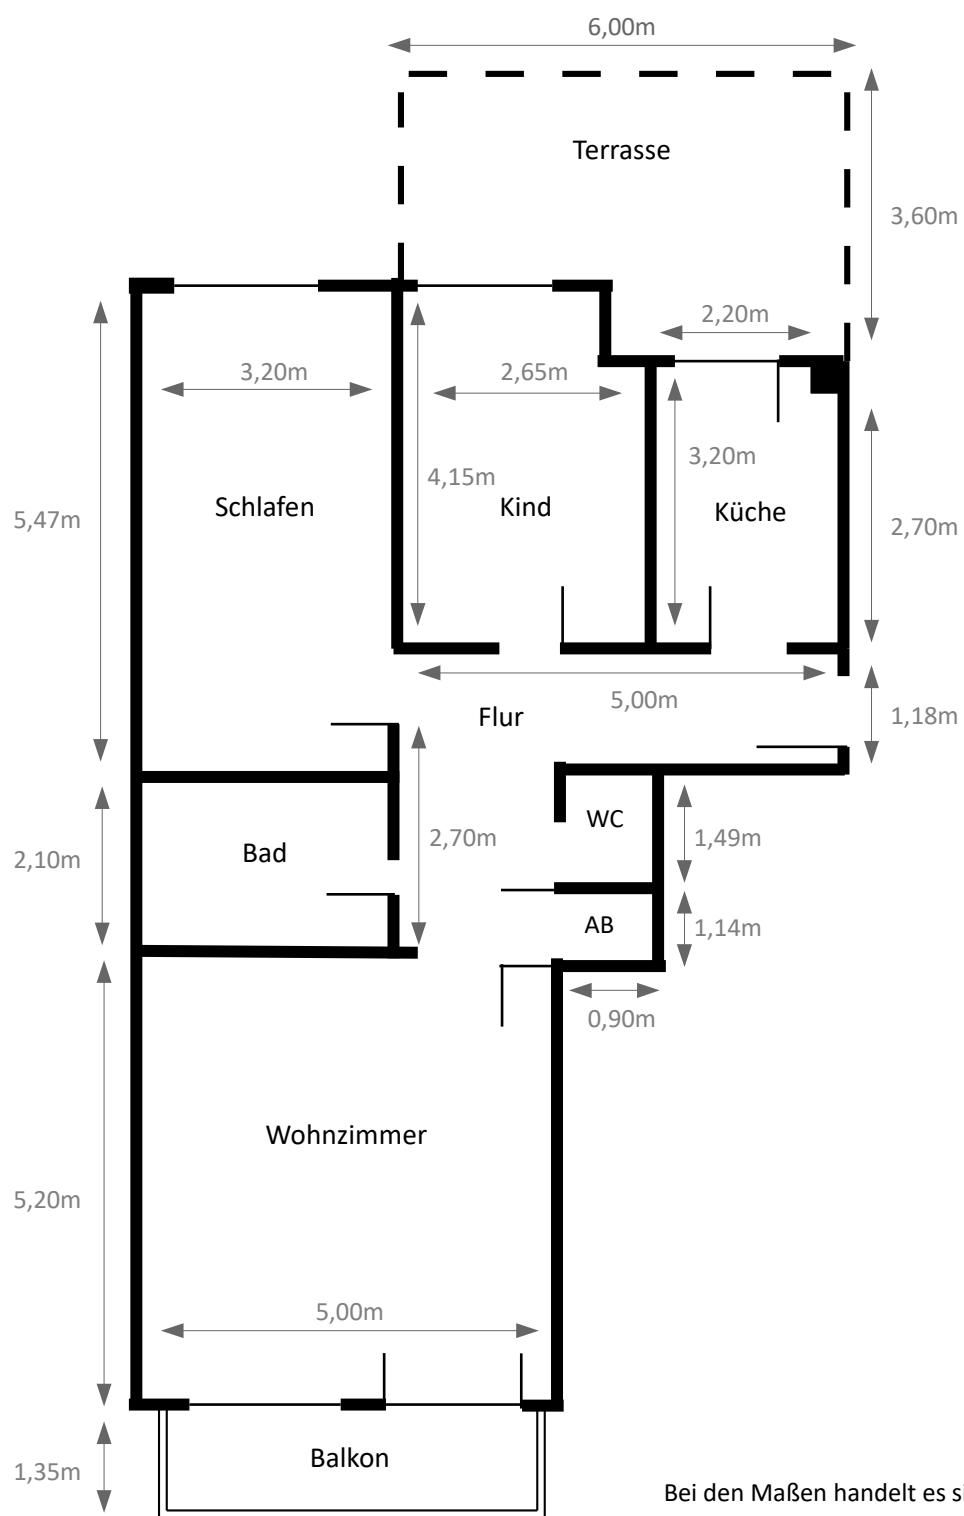 6,00m
Terrasse
3,60m
2,20m
3,20m
2,65m
3,20m
4,15m
Schlafen
Kind
Küche
5,47m
2,70m
5,00m
Flur
1,18m
WC
2,70m
1,49m
Bad
2,10m
AB
1,14m
0,90m
Wohnzimmer
5,20m
5,00m
Balkon
1,35m
Bei den Maßen handelt es